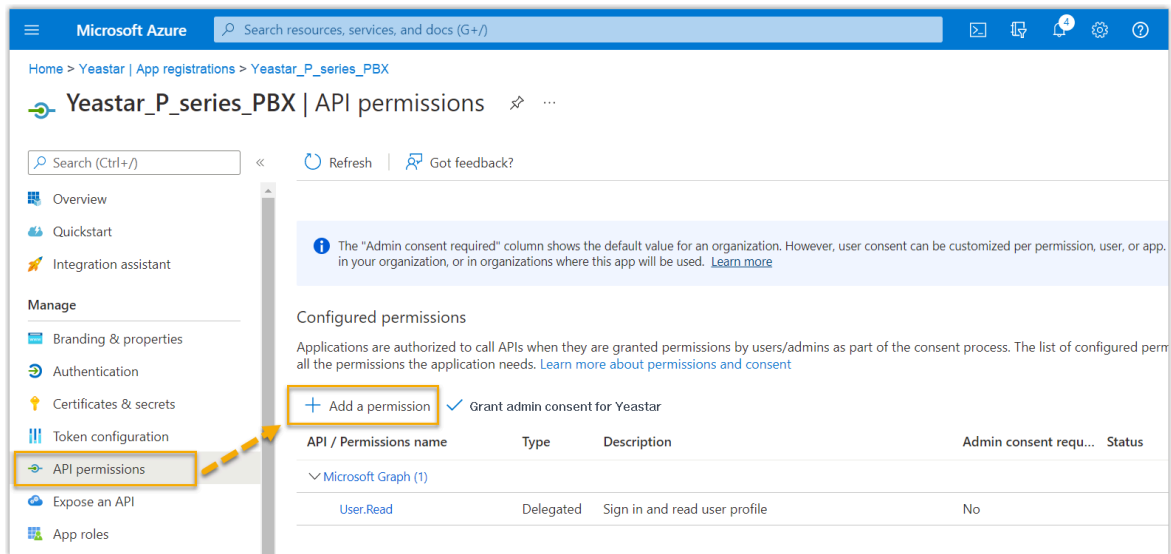 Microsoft Azure
Search resources, services, and docs (G+/)
4
Home > Yeastar | App registrations > Yeastar_P_series_PBX
Yeastar_P_series_PBX | API permissions
Search (Ctrl+/)
Refresh
Got feedback?
Overview
Quickstart
Integration assistant
Manage
Branding & properties
Authentication
Certificates & secrets
Token configuration
API permissions
Expose an API
App roles
The "Admin consent required" column shows the default value for an organization. However, user consent can be customized per permission, user, or app.
in your organization, or in organizations where this app will be used. Learn more
Configured permissions
Applications are authorized to call APIs when they are granted permissions by users/admins as part of the consent process. The list of configured perm
all the permissions the application needs. Learn more about permissions and consent
Add a permission
Grant admin consent for Yeastar
API / Permissions name Type Description Admin consent requ... Status
Microsoft Graph (1)
User.Read Delegated Sign in and read user profile No